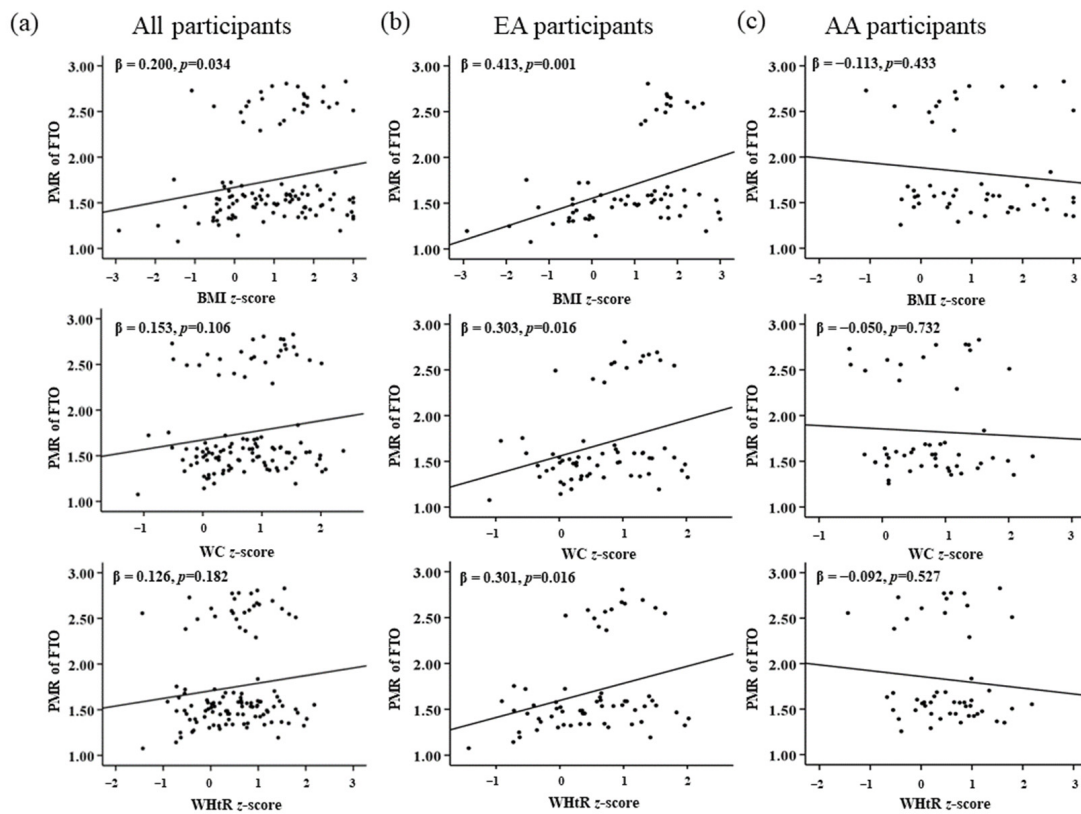 (a) All participants
(b) EA participants
(c) AA participants
β = 0.200, p=0.034
3.00
2.00
1.00
PMR of FTO
−3 −2 −1 0 1 2 3
BMI z-score
β = 0.413, p=0.001
3.00
2.50
2.00
1.50
1.00
PMR of FTO
−3 −2 −1 0 1 2 3
BMI z-score
β = −0.113, p=0.433
3.00
2.50
2.00
1.50
1.00
PMR of FTO
−2 −1 0 1 2 3
BMI z-score
β = 0.153, p=0.106
3.00
2.50
2.00
1.50
1.00
PMR of FTO
−1 0 1 2
WC z-score
β = 0.303, p=0.016
3.00
2.50
2.00
1.50
1.00
PMR of FTO
−1 0 1 2
WC z-score
β = −0.050, p=0.732
3.00
2.50
2.00
1.50
1.00
PMR of FTO
−1 0 1 2 3
WC z-score
β = 0.126, p=0.182
3.00
2.50
2.00
1.50
1.00
PMR of FTO
−2 −1 0 1 2 3
WHtR z-score
β = 0.301, p=0.016
3.00
2.50
2.00
1.50
1.00
PMR of FTO
−1 0 1 2
WHtR z-score
β = −0.092, p=0.527
3.00
2.50
2.00
1.50
1.00
PMR of FTO
−2 −1 0 1 2 3
WHtR z-score